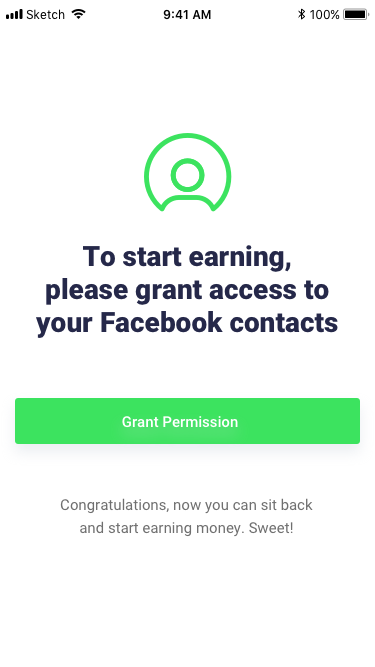 Sketch 9:41 AM 100%
To start earning,
please grant access to
your Facebook contacts
Grant Permission
Congratulations, now you can sit back
and start earning money. Sweet!